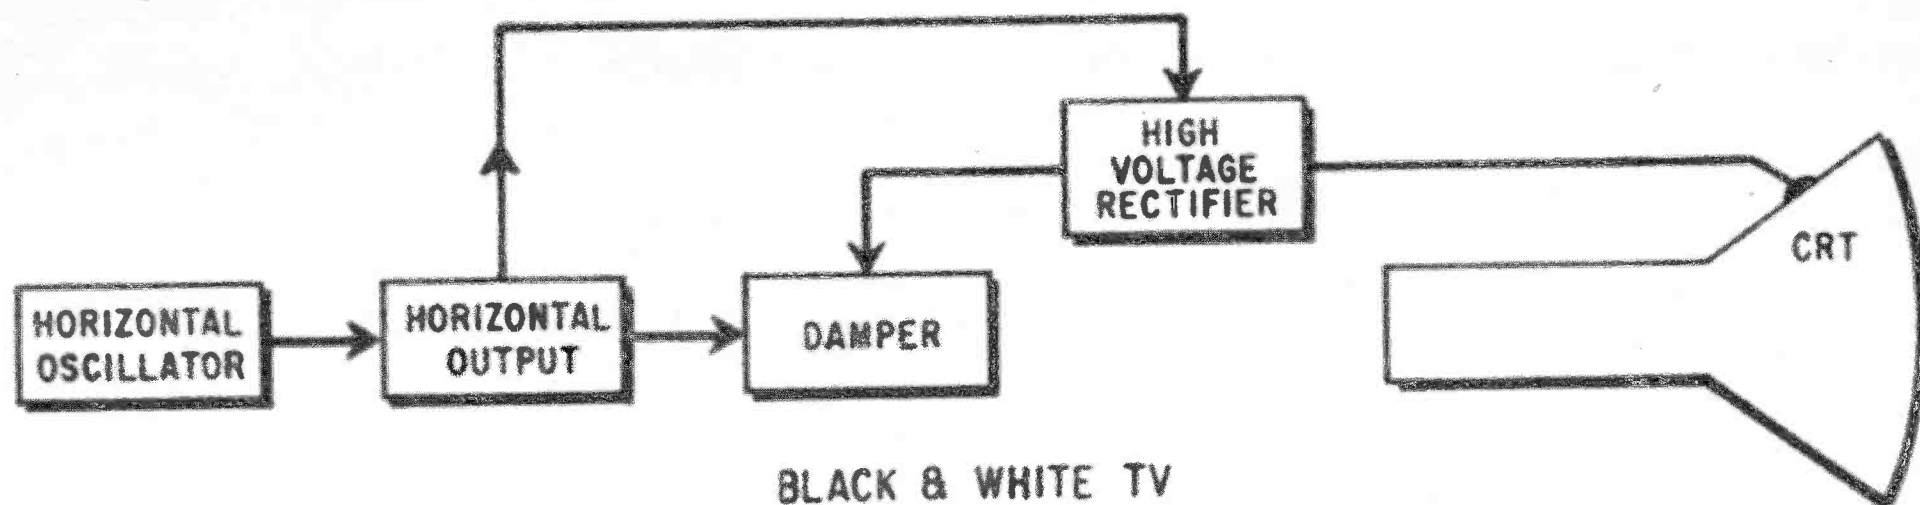 HORIZONTAL
OSCILLATOR
HORIZONTAL
OUTPUT
DAMPER
HIGH
VOLTAGE
RECTIFIER
CRT
BLACK & WHITE TV